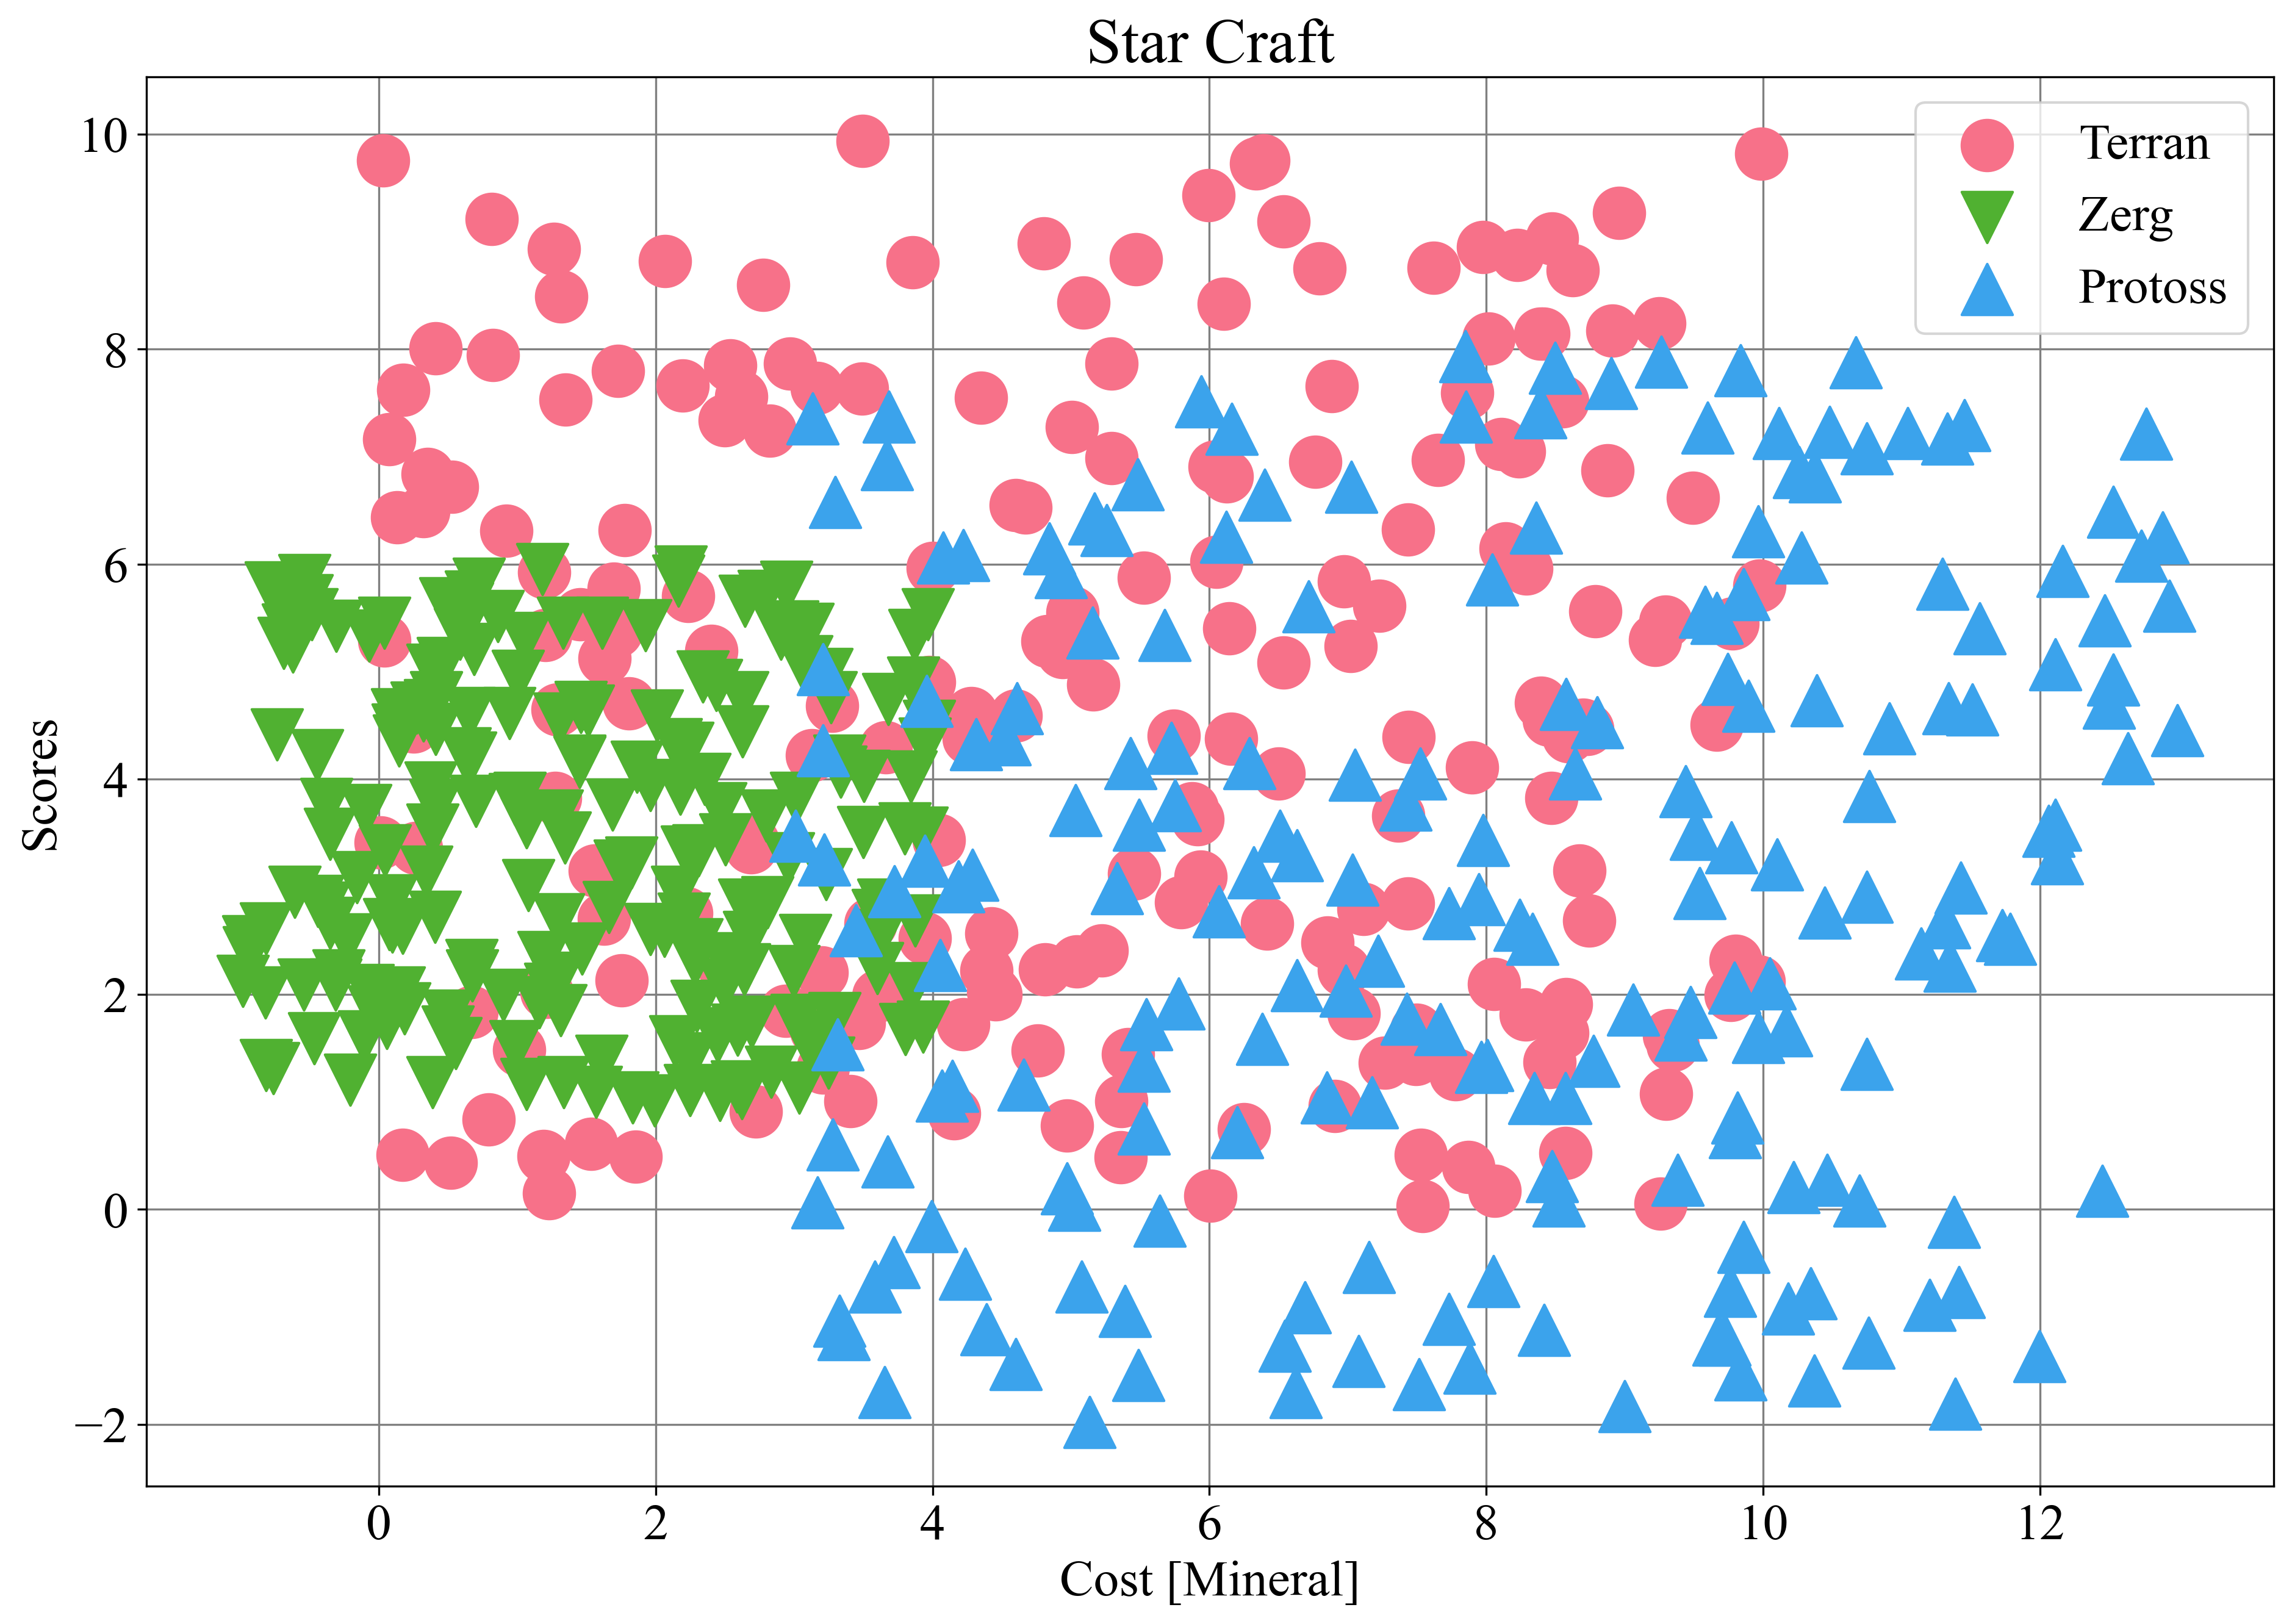 Star Craft
Terran
Zerg
Protoss
10
8
6
4
2
0
−2
Scores
0 2 4 6 8 10 12
Cost [Mineral]